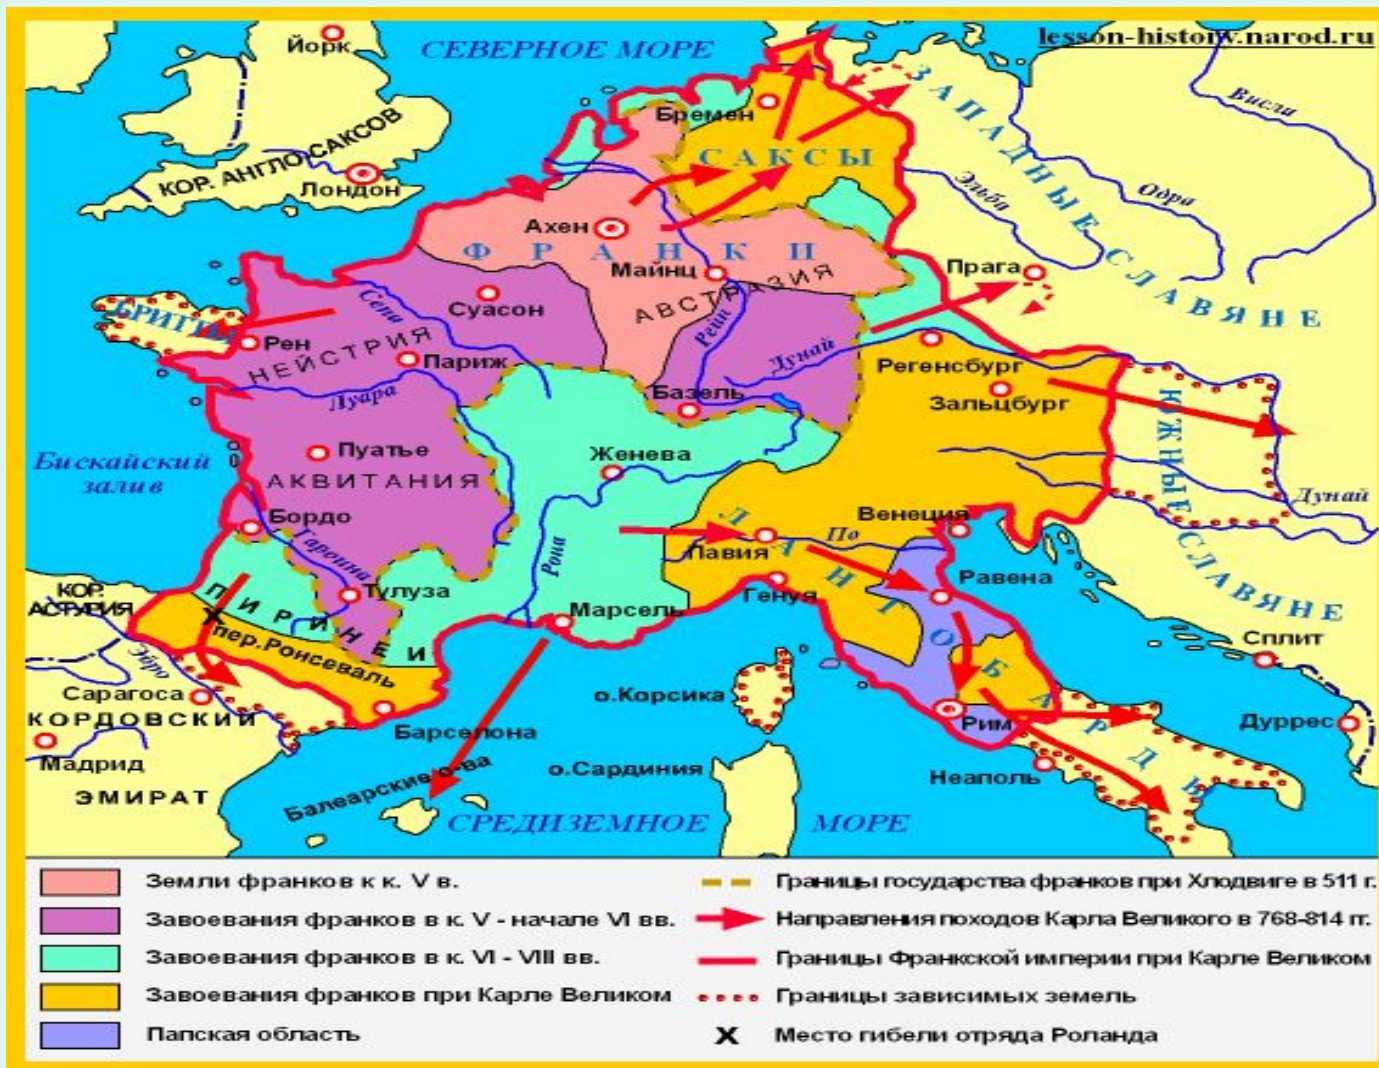 lesson-history.narod.ru
Йорк
СЕВЕРНОЕ МОРЕ
КОР. АНГЛО-САКСОВ
Лондон
Бремен
САКСЫ
ЗАПАДНЫЕ СЛАВЯНЕ
Висли
Одра
Эльба
Ахен
ФРАНКИ
Майнц
АВСТРАЗИЯ
Прага
Суасон
Сена
Рейн
Дунай
БРИТИ
Рен
НЕЙСТРИЯ
Париж
Луара
Регенсбург
Базель
Зальцбург
ЮЖНЫЕ СЛАВЯНЕ
Пуатье
Женева
Бискайский
залив
АКВИТАНИЯ
Дунай
Бордо
Гаронна
Рона
ЛАНГОБАРДЫ
Павия
По
Венеция
КОР.
АСТУРИЯ
ПИРИНЕИ
Тулуза
Марсель
Генуя
Равена
пер.Ронсеваль
Эбро
Сплит
Сарагоса
о.Корсика
КОРДОВСКИЙ
Барселона
Рим
Дуррес
Мадрид
о.Сардиния
Неаполь
ЭМИРАТ
Балеарские о-ва
СРЕДИЗЕМНОЕ МОРЕ
Земли франков к к. V в.
Завоевания франков в к. V - начале VI вв.
Завоевания франков в к. VI - VIII вв.
Завоевания франков при Карле Великом
Папская область
Границы государства франков при Хлодвиге в 511 г.
Направления походов Карла Великого в 768-814 гг.
Границы Франкской империи при Карле Великом
Границы зависимых земель
Место гибели отряда Роланда